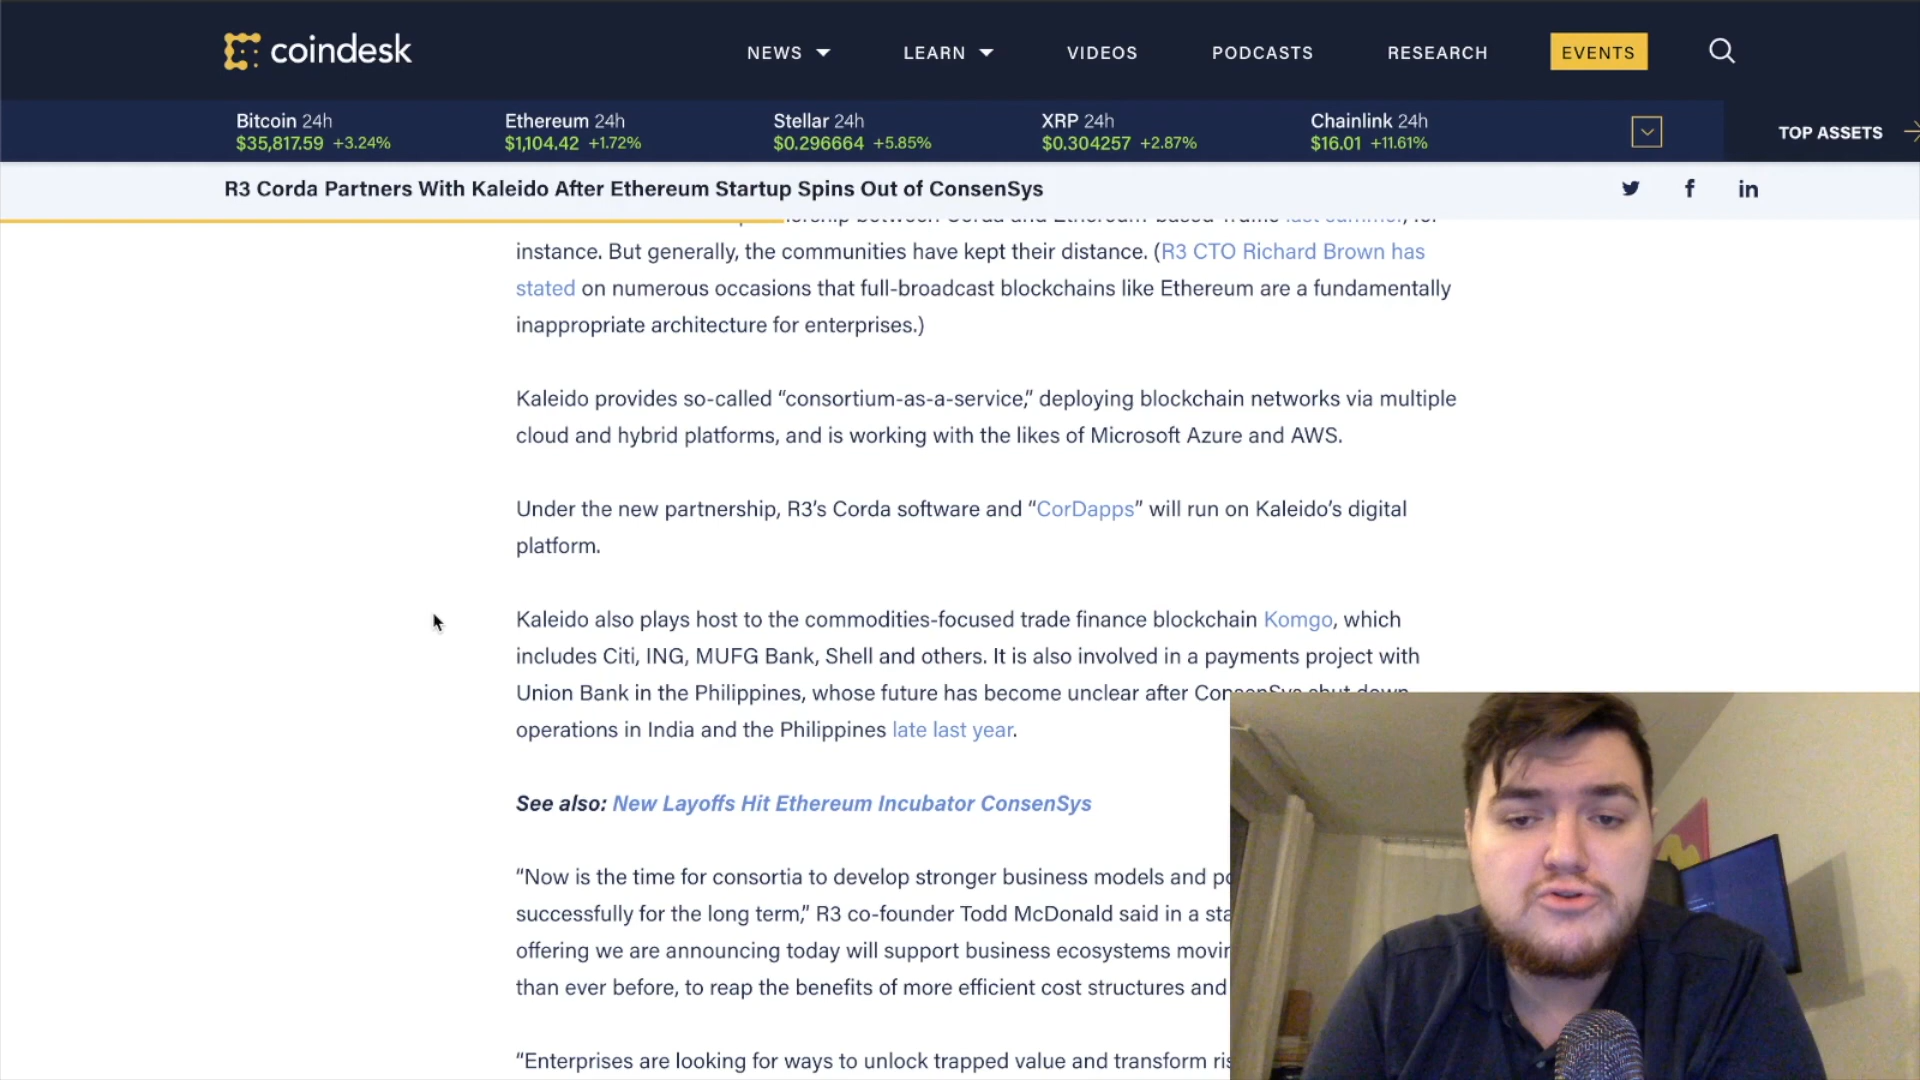 coindesk
NEWS
LEARN
VIDEOS
PODCASTS
RESEARCH
EVENTS
Bitcoin 24h
$35,817.59 +3.24%
Ethereum 24h
$1,104.42 +1.72%
Stellar 24h
$0.296664 +5.85%
XRP 24h
$0.304257 +2.87%
Chainlink 24h
$16.01 +11.61%
TOP ASSETS
R3 Corda Partners With Kaleido After Ethereum Startup Spins Out of ConsenSys
between Corda and Ethereum-based last summer, for
instance. But generally, the communities have kept their distance. (R3 CTO Richard Brown has
stated on numerous occasions that full-broadcast blockchains like Ethereum are a fundamentally
inappropriate architecture for enterprises.)
Kaleido provides so-called “consortium-as-a-service,” deploying blockchain networks via multiple
cloud and hybrid platforms, and is working with the likes of Microsoft Azure and AWS.
Under the new partnership, R3’s Corda software and “CorDapps” will run on Kaleido’s digital
platform.
Kaleido also plays host to the commodities-focused trade finance blockchain Komgo, which
includes Citi, ING, MUFG Bank, Shell and others. It is also involved in a payments project with
Union Bank in the Philippines, whose future has become unclear after ConsenSys shut down
operations in India and the Philippines late last year.
See also: New Layoffs Hit Ethereum Incubator ConsenSys
“Now is the time for consortia to develop stronger business models and
successfully for the long term,” R3 co-founder Todd McDonald said in a
offering we are announcing today will support business ecosystems
than ever before, to reap the benefits of more efficient cost structures and
“Enterprises are looking for ways to unlock trapped value and transform